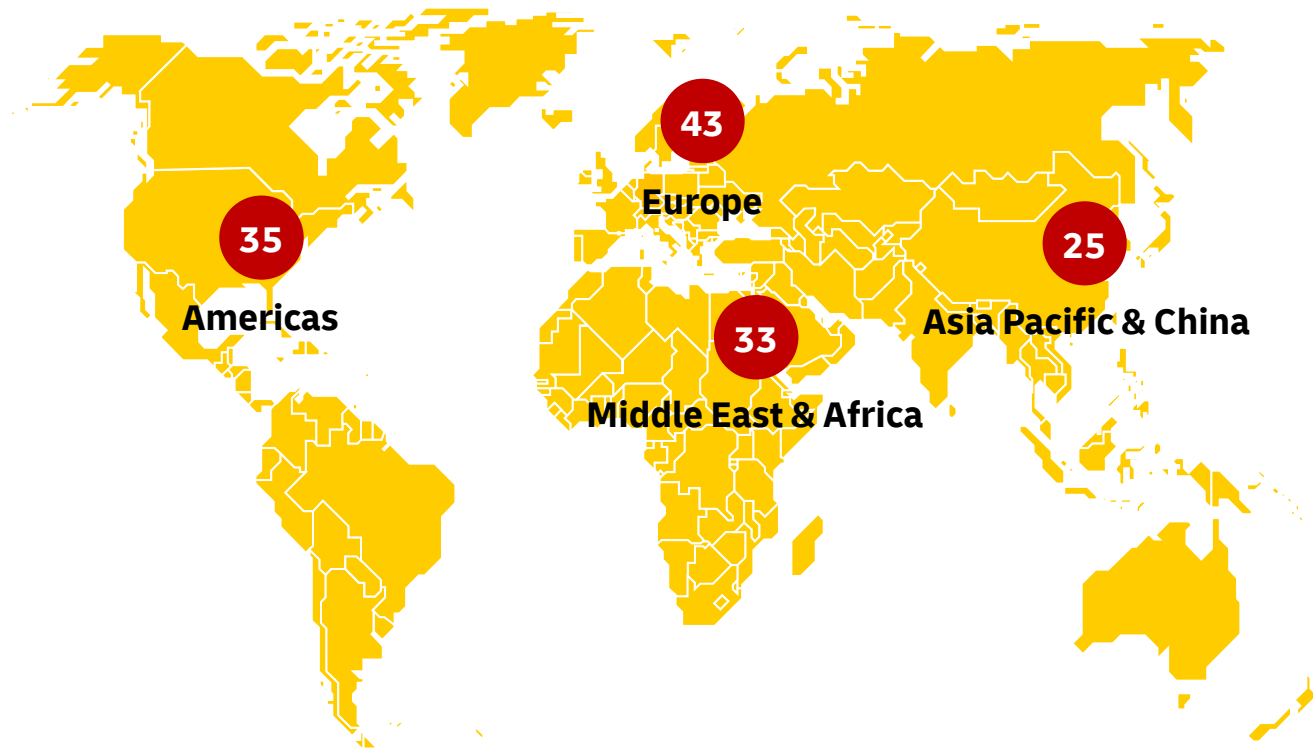 43
Europe
35
Americas
25
Asia Pacific & China
33
Middle East & Africa